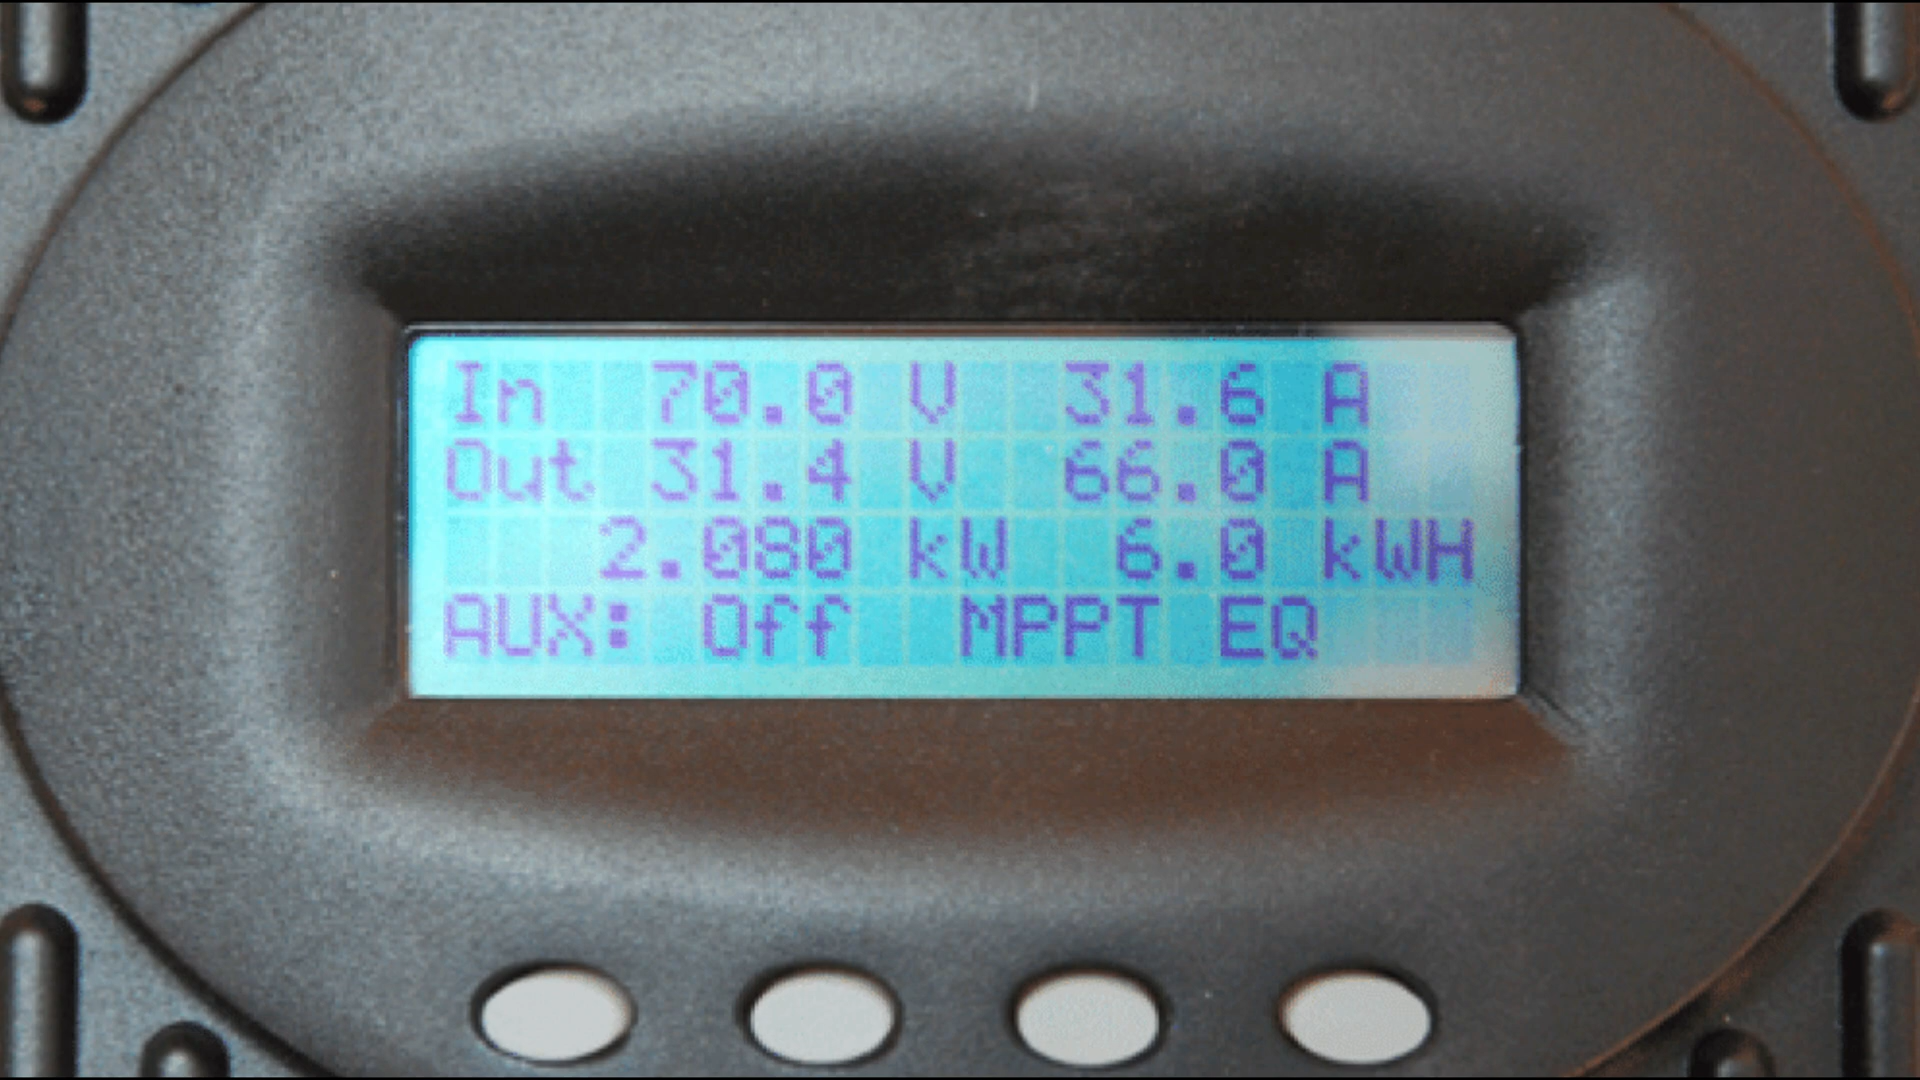 In 70.0 V 31.6 A
Out 31.4 V 66.0 A
2.080 kW 6.0 kWH
AUX: Off MPPT EQ